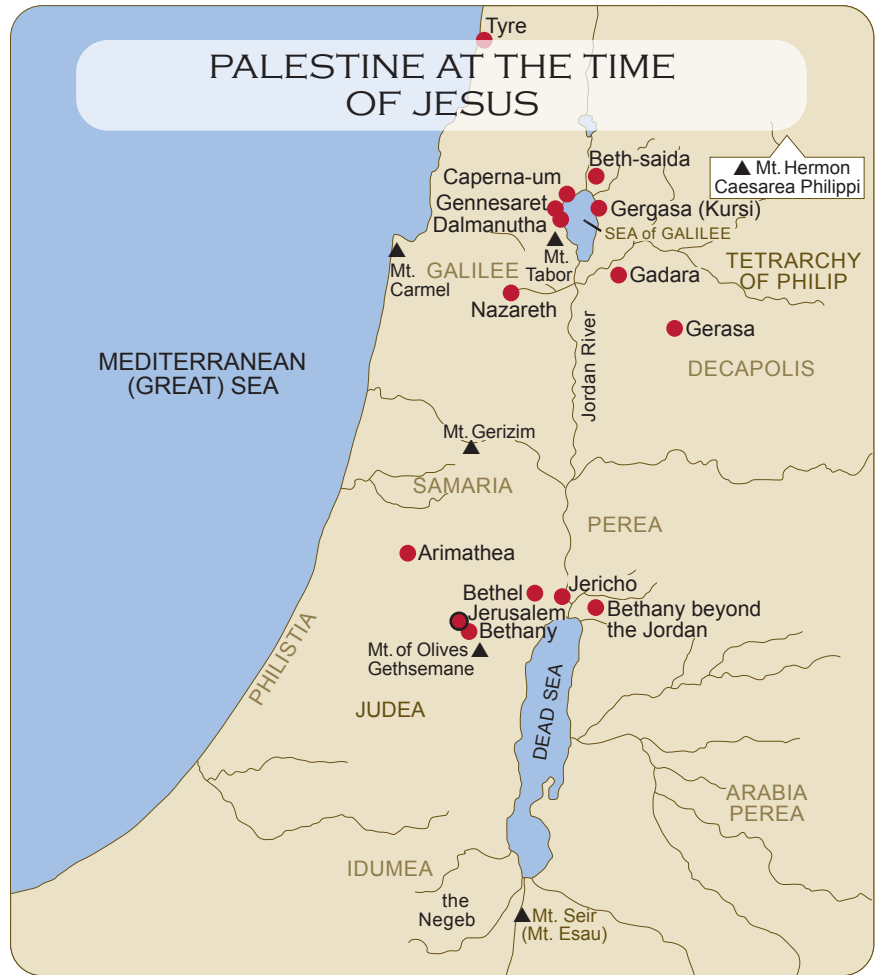 Tyre
PALESTINE AT THE TIME
OF JESUS
Beth-saida
Mt. Hermon
Caesarea Philippi
Caperna-um
Gennesaret
Dalmanutha
Gergasa (Kursi)
SEA of GALILEE
Mt.
Carmel
GALILEE
Mt.
Tabor
TETRARCHY
OF PHILIP
Gadara
Nazareth
Gerasa
Jordan River
MEDITERRANEAN
(GREAT) SEA
DECAPOLIS
Mt. Gerizim
SAMARIA
PEREA
Arimathea
Bethel
Jericho
Jerusalem
Bethany
Bethany beyond
the Jordan
Mt. of Olives
Gethsemane
PHILISTIA
JUDEA
DEAD SEA
ARABIA
PEREA
IDUMEA
the
Negeb
Mt. Seir
(Mt. Esau)